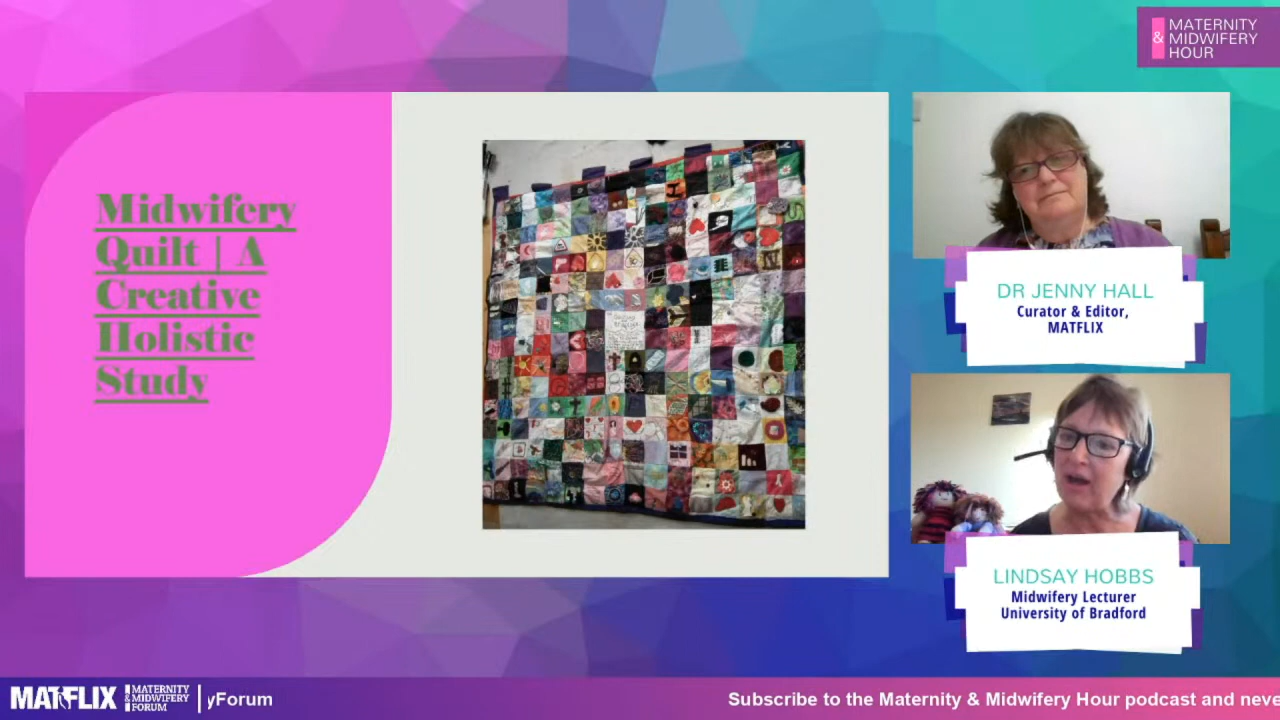 MATERNITY
& MIDWIFERY
HOUR
Midwifery
Quilt | A
Creative
Holistic
Study
DR JENNY HALL
Curator & Editor,
MATFLIX
LINDSAY HOBBS
Midwifery Lecturer
University of Bradford
MATFLIX
MATERNITY
& MIDWIFERY
FORUM
yForum
Subscribe to the Maternity & Midwifery Hour podcast and neve